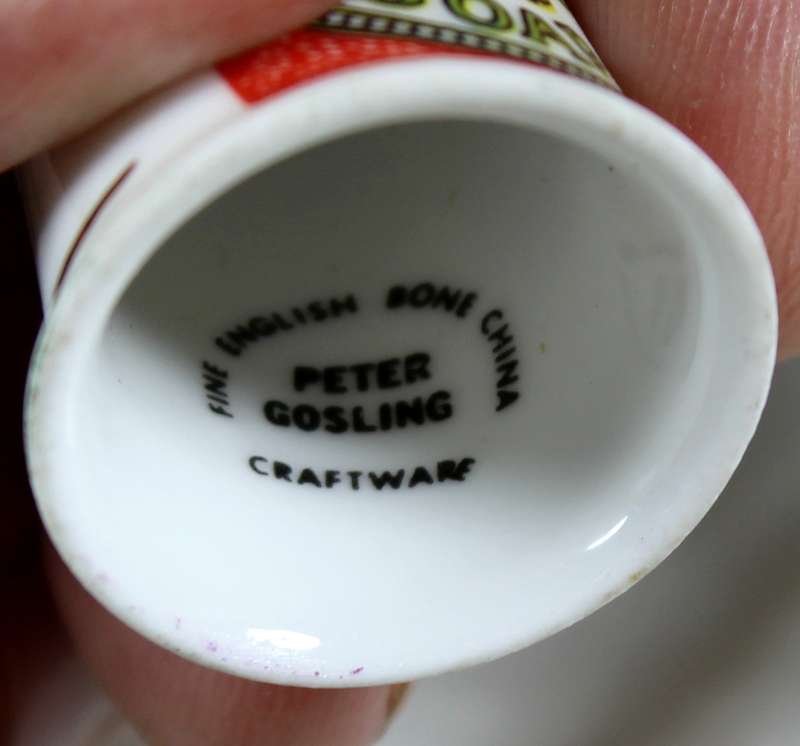 FINE ENGLISH BONE CHINA
PETER
GOSLING
CRAFTWARE